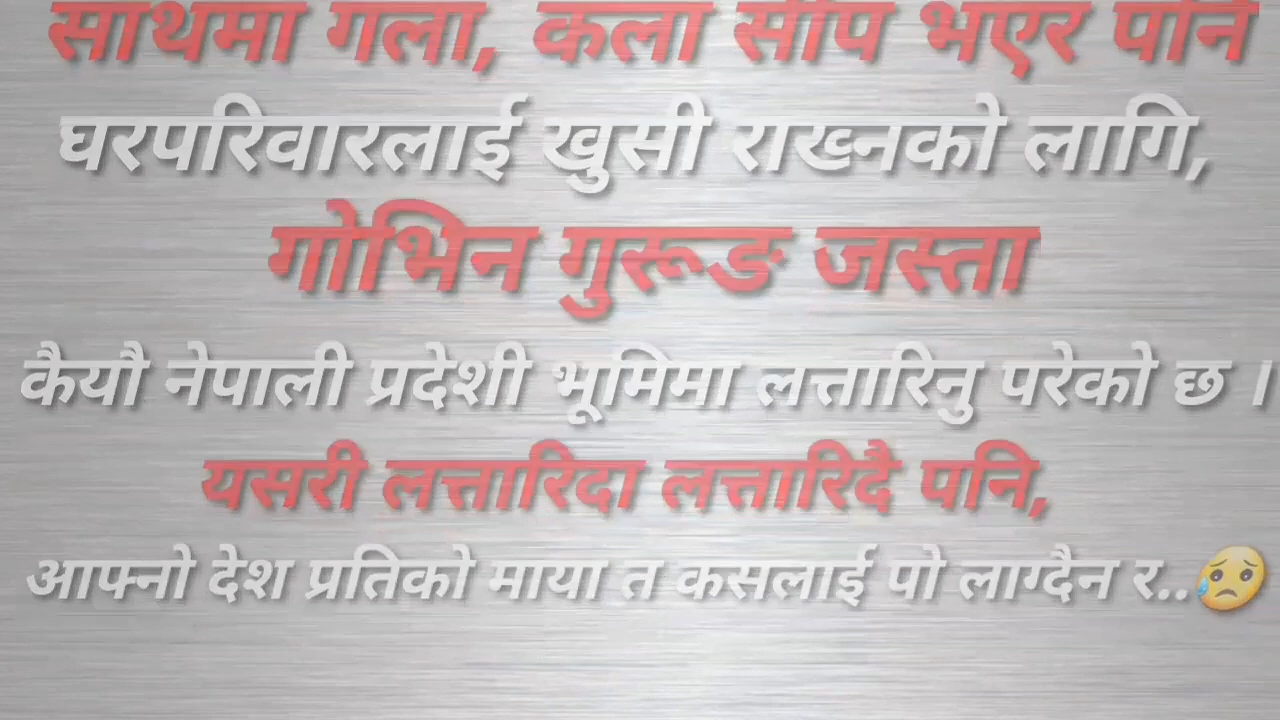 साथमा गला, कला सीप भएर पनि
घरपरिवारलाई खुसी राख्नको लागि,
गोभिन गुरूङ जस्ता
कैयौ नेपाली प्रदेशी भूमिमा लत्तारिनु परेको छ ।
यसरी लत्तारिदा लत्तारिदै पनि,
आफ्नो देश प्रतिको माया त कसलाई पो लाग्दैन र..😥